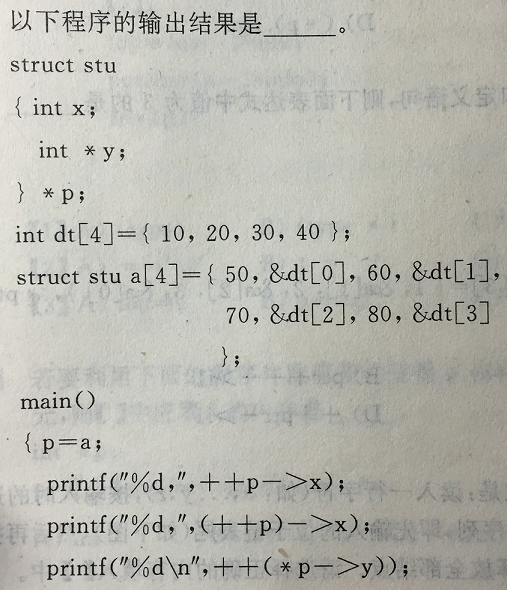 以下程序的输出结果是______。
struct stu
{ int x;
int *y;
} *p;
int dt[4]={ 10, 20, 30, 40 };
struct stu a[4]={ 50, &dt[0], 60, &dt[1],
70, &dt[2], 80, &dt[3]
};
main()
{ p=a;
printf("%d,",++p->x);
printf("%d,",(++p)->x);
printf("%d\n",++(*p->y));